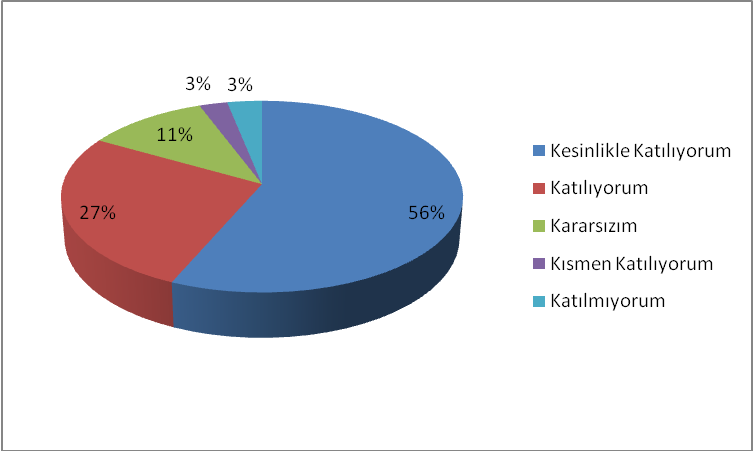 3%
3%
11%
27%
56%
Kesinlikle Katılıyorum
Katılıyorum
Kararsızım
Kısmen Katılıyorum
Katılmıyorum